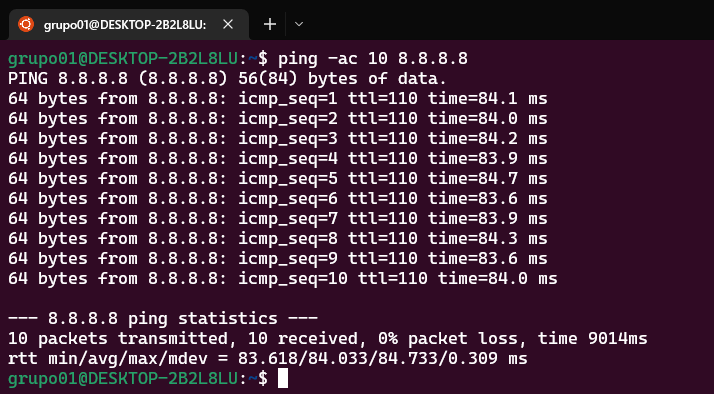 grupo01@DESKTOP-2B2L8LU:
grupo01@DESKTOP-2B2L8LU:~$ ping -ac 10 8.8.8.8
PING 8.8.8.8 (8.8.8.8) 56(84) bytes of data.
64 bytes from 8.8.8.8: icmp_seq=1 ttl=110 time=84.1 ms
64 bytes from 8.8.8.8: icmp_seq=2 ttl=110 time=84.0 ms
64 bytes from 8.8.8.8: icmp_seq=3 ttl=110 time=84.2 ms
64 bytes from 8.8.8.8: icmp_seq=4 ttl=110 time=83.9 ms
64 bytes from 8.8.8.8: icmp_seq=5 ttl=110 time=84.7 ms
64 bytes from 8.8.8.8: icmp_seq=6 ttl=110 time=83.6 ms
64 bytes from 8.8.8.8: icmp_seq=7 ttl=110 time=83.9 ms
64 bytes from 8.8.8.8: icmp_seq=8 ttl=110 time=84.3 ms
64 bytes from 8.8.8.8: icmp_seq=9 ttl=110 time=83.6 ms
64 bytes from 8.8.8.8: icmp_seq=10 ttl=110 time=84.0 ms
--- 8.8.8.8 ping statistics ---
10 packets transmitted, 10 received, 0% packet loss, time 9014ms
rtt min/avg/max/mdev = 83.618/84.033/84.733/0.309 ms
grupo01@DESKTOP-2B2L8LU:~$